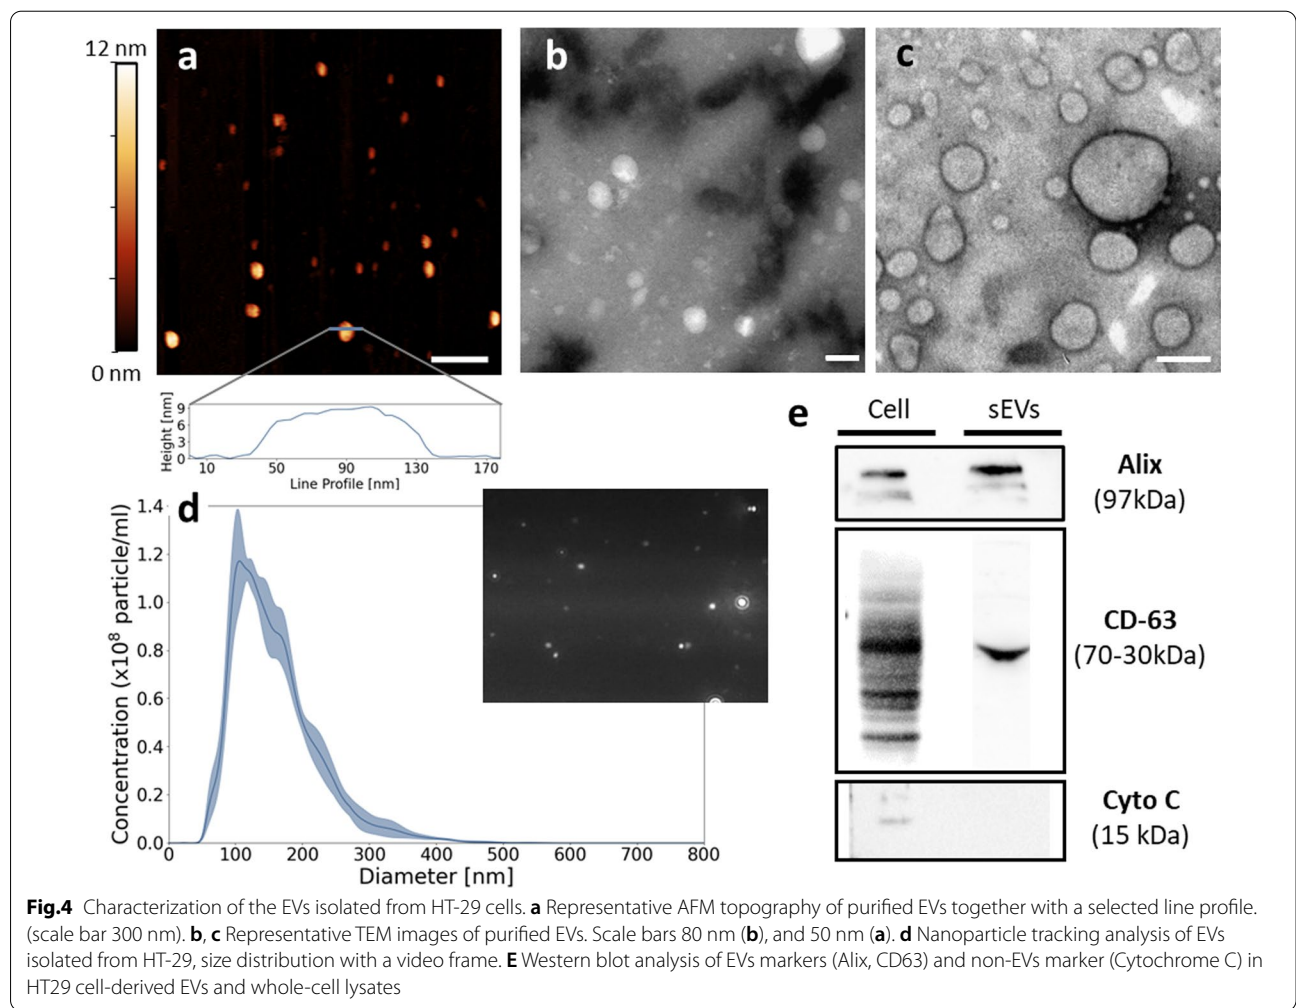 12 nm
a
b
c
0 nm
Height [nm]
9
6
3
0
10 50 90 130 170
Line Profile [nm]
d
Concentration (x10⁸ particle/ml)
1.4
1.2
1.0
0.8
0.6
0.4
0.2
0.0
0 100 200 300 400 500 600 700 800
Diameter [nm]
e
Cell sEVs
Alix
(97kDa)
CD-63
(70-30kDa)
Cyto C
(15 kDa)
Fig.4 Characterization of the EVs isolated from HT-29 cells. a Representative AFM topography of purified EVs together with a selected line profile.
(scale bar 300 nm). b, c Representative TEM images of purified EVs. Scale bars 80 nm (b), and 50 nm (a). d Nanoparticle tracking analysis of EVs
isolated from HT-29, size distribution with a video frame. E Western blot analysis of EVs markers (Alix, CD63) and non-EVs marker (Cytochrome C) in
HT29 cell-derived EVs and whole-cell lysates